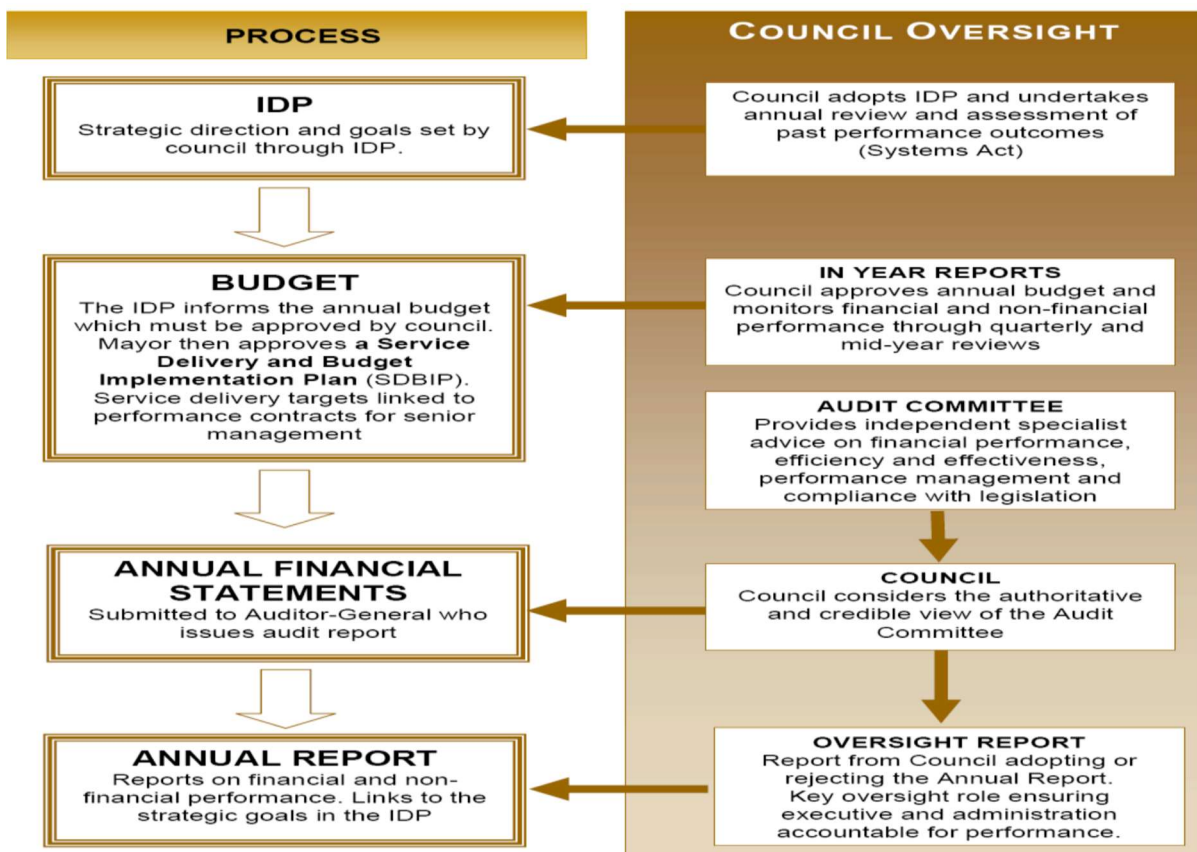 PROCESS
IDP
Strategic direction and goals set by
council through IDP.
BUDGET
The IDP informs the annual budget
which must be approved by council.
Mayor then approves a Service
Delivery and Budget
Implementation Plan (SDBIP).
Service delivery targets linked to
performance contracts for senior
management
ANNUAL FINANCIAL
STATEMENTS
Submitted to Auditor-General who
issues audit report
ANNUAL REPORT
Reports on financial and non-
financial performance. Links to the
strategic goals in the IDP
COUNCIL OVERSIGHT
Council adopts IDP and undertakes
annual review and assessment of
past performance outcomes
(Systems Act)
IN YEAR REPORTS
Council approves annual budget and
monitors financial and non-financial
performance through quarterly and
mid-year reviews
AUDIT COMMITTEE
Provides independent specialist
advice on financial performance,
efficiency and effectiveness,
performance management and
compliance with legislation
COUNCIL
Council considers the authoritative
and credible view of the Audit
Committee
OVERSIGHT REPORT
Report from Council adopting or
rejecting the Annual Report.
Key oversight role ensuring
executive and administration
accountable for performance.